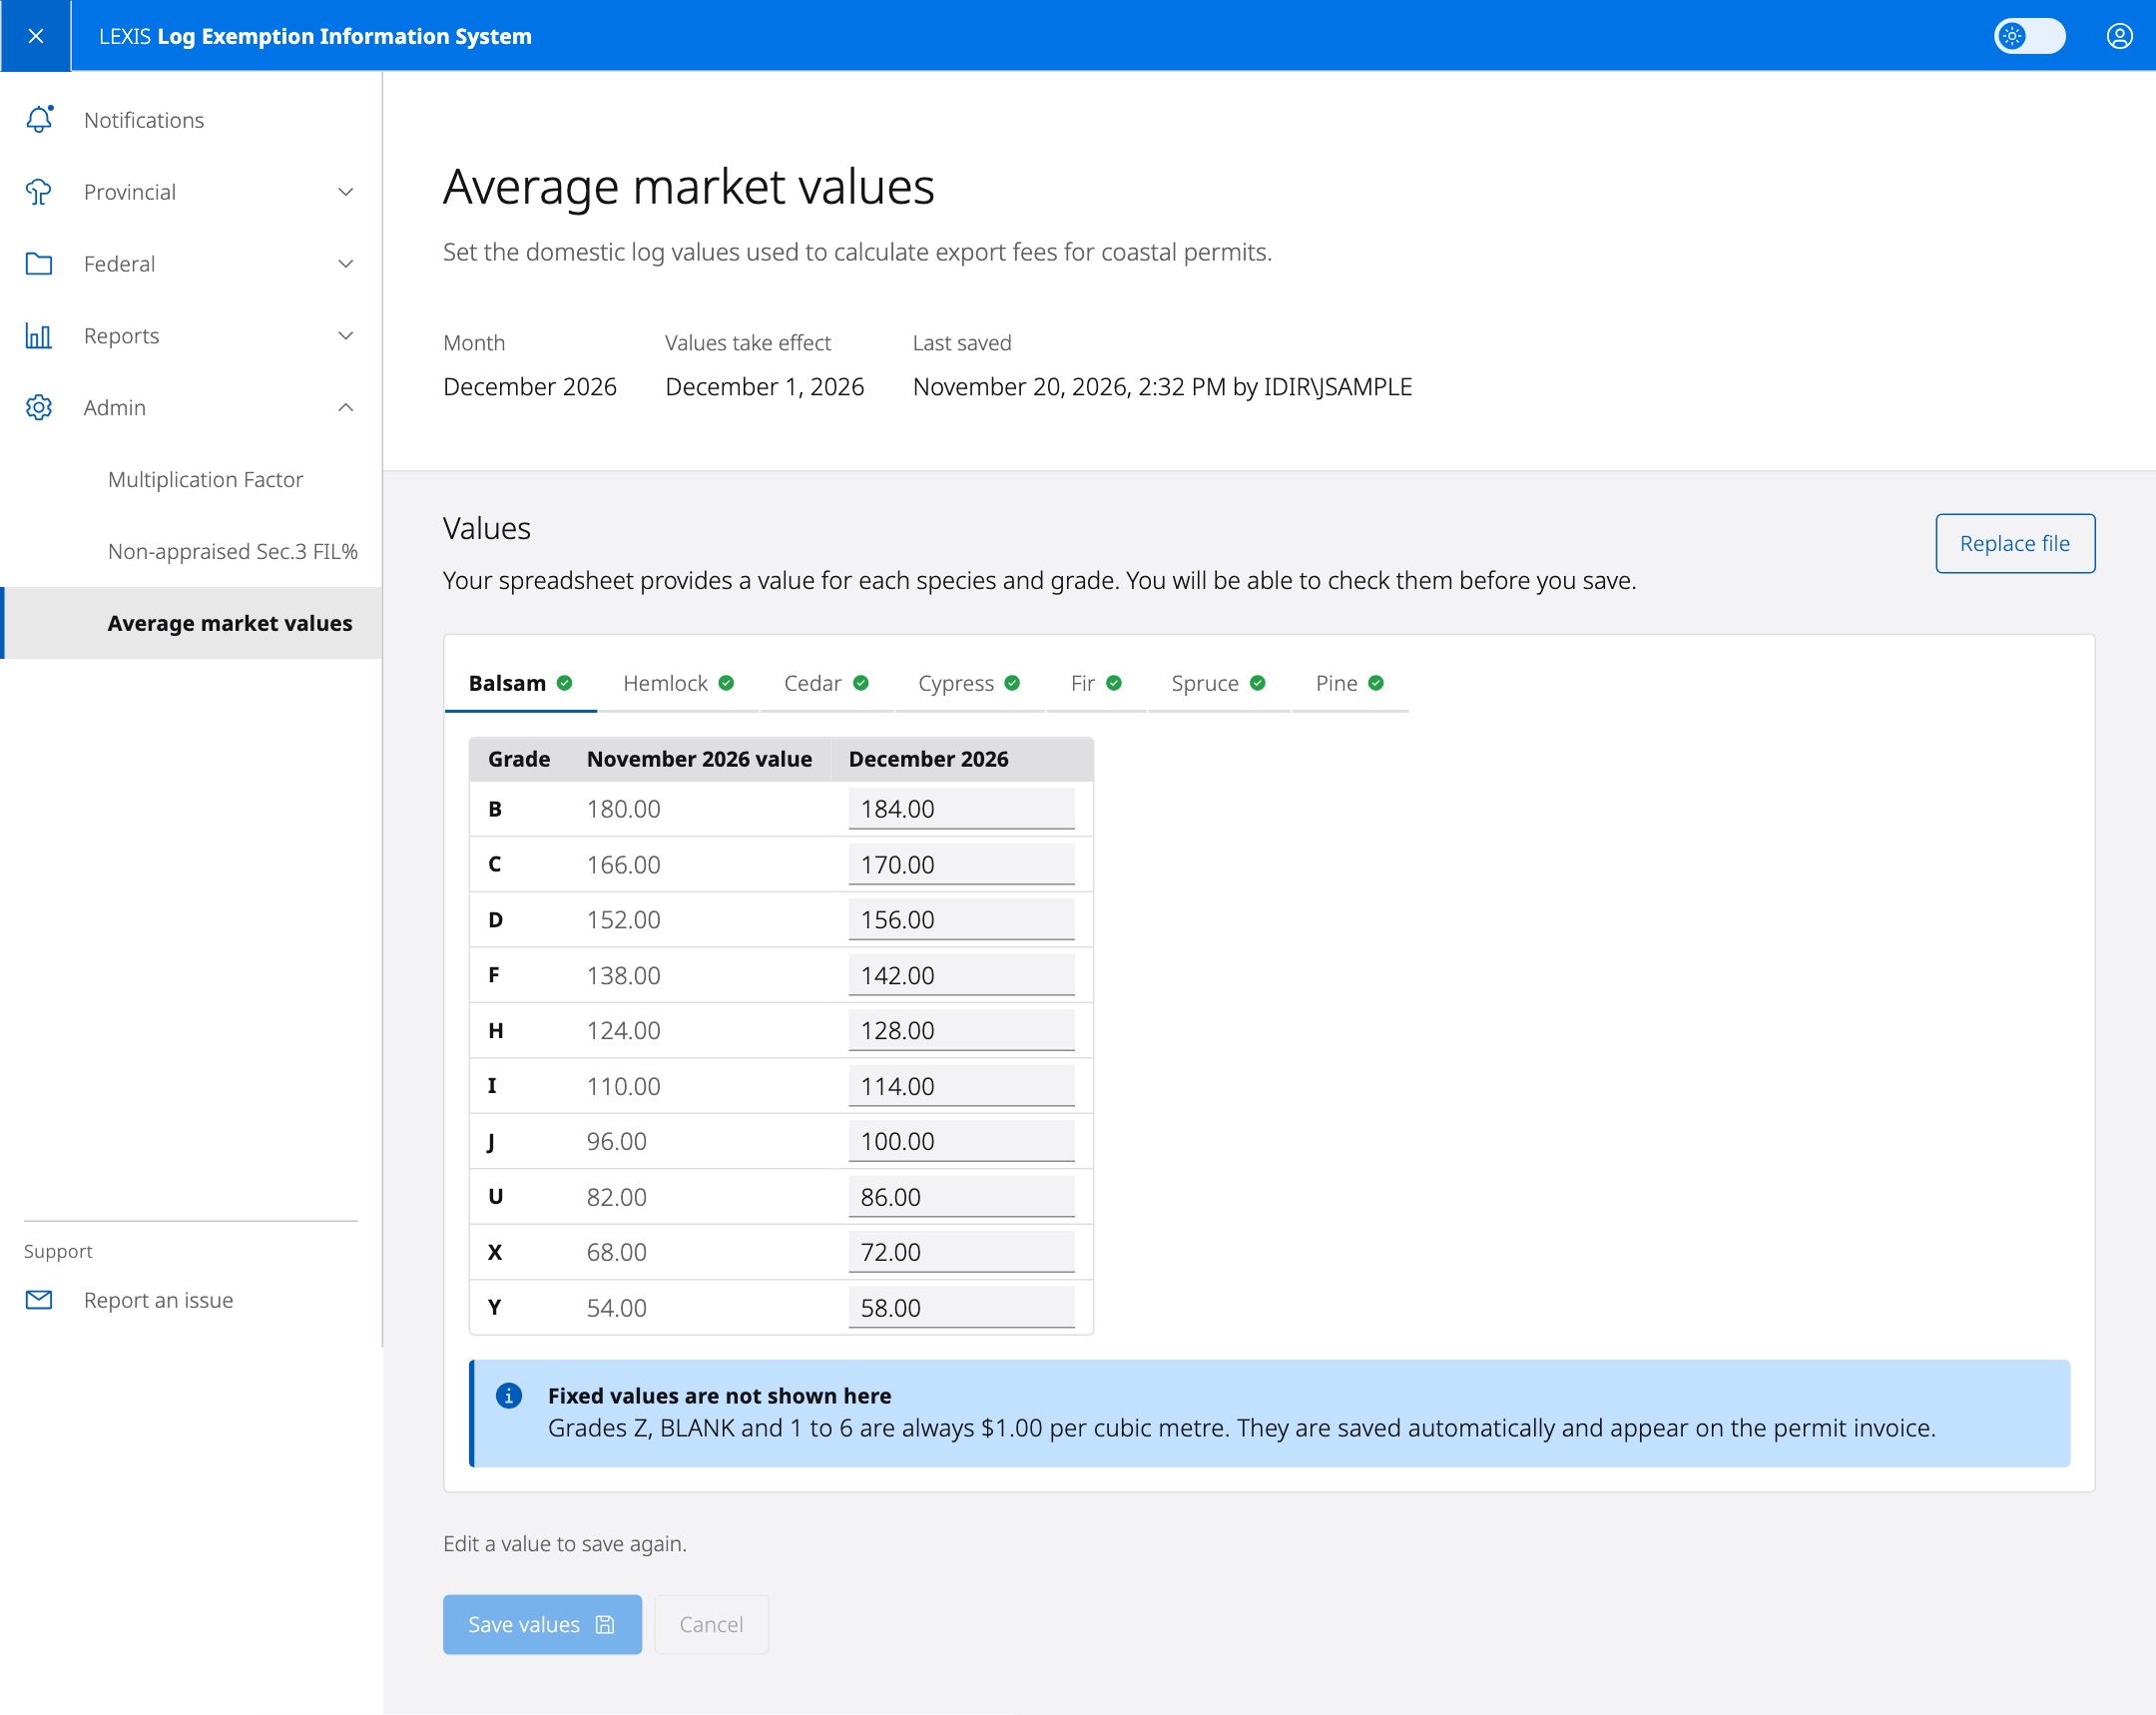 LEXIS Log Exemption Information System
Notifications
Provincial
Federal
Reports
Admin
Multiplication Factor
Non-appraised Sec.3 FIL%
Average market values
Support
Report an issue
Average market values
Set the domestic log values used to calculate export fees for coastal permits.
Month Values take effect Last saved
December 2026 December 1, 2026 November 20, 2026, 2:32 PM by IDIR\JSAMPLE
Values
Replace file
Your spreadsheet provides a value for each species and grade. You will be able to check them before you save.
Balsam Hemlock Cedar Cypress Fir Spruce Pine
Grade November 2026 value December 2026
B 180.00 184.00
C 166.00 170.00
D 152.00 156.00
F 138.00 142.00
H 124.00 128.00
I 110.00 114.00
J 96.00 100.00
U 82.00 86.00
X 68.00 72.00
Y 54.00 58.00
Fixed values are not shown here
Grades Z, BLANK and 1 to 6 are always $1.00 per cubic metre. They are saved automatically and appear on the permit invoice.
Edit a value to save again.
Save values Cancel